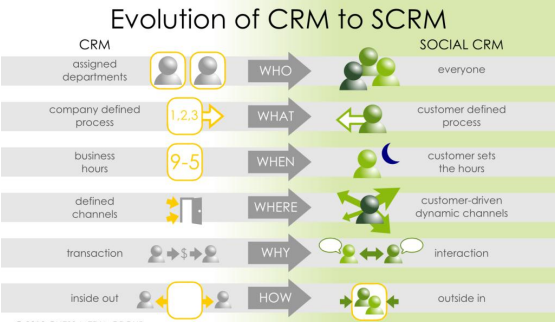 Evolution of CRM to SCRM
CRM
SOCIAL CRM
assigned
departments
WHO
everyone
company defined
process
1,2,3
WHAT
customer defined
process
business
hours
9-5
WHEN
customer sets
the hours
defined
channels
WHERE
customer-driven
dynamic channels
transaction
$
WHY
interaction
inside out
HOW
outside in